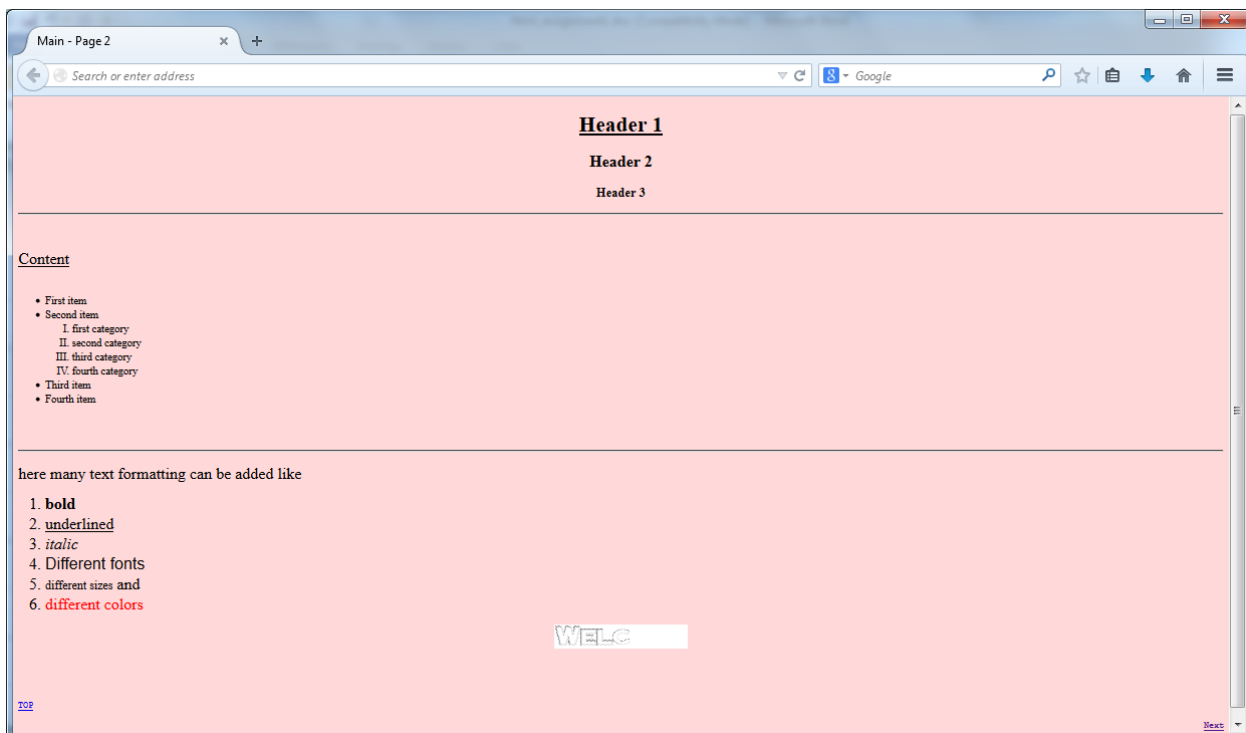 Main - Page 2
Search or enter address
8 Google
Header 1
Header 2
Header 3
Content
• First item
• Second item
I. first category
II. second category
III. third category
IV. fourth category
• Third item
• Fourth item
here many text formatting can be added like
1. bold
2. underlined
3. italic
4. Different fonts
5. different sizes and
6. different colors
WELC
TOP
Next